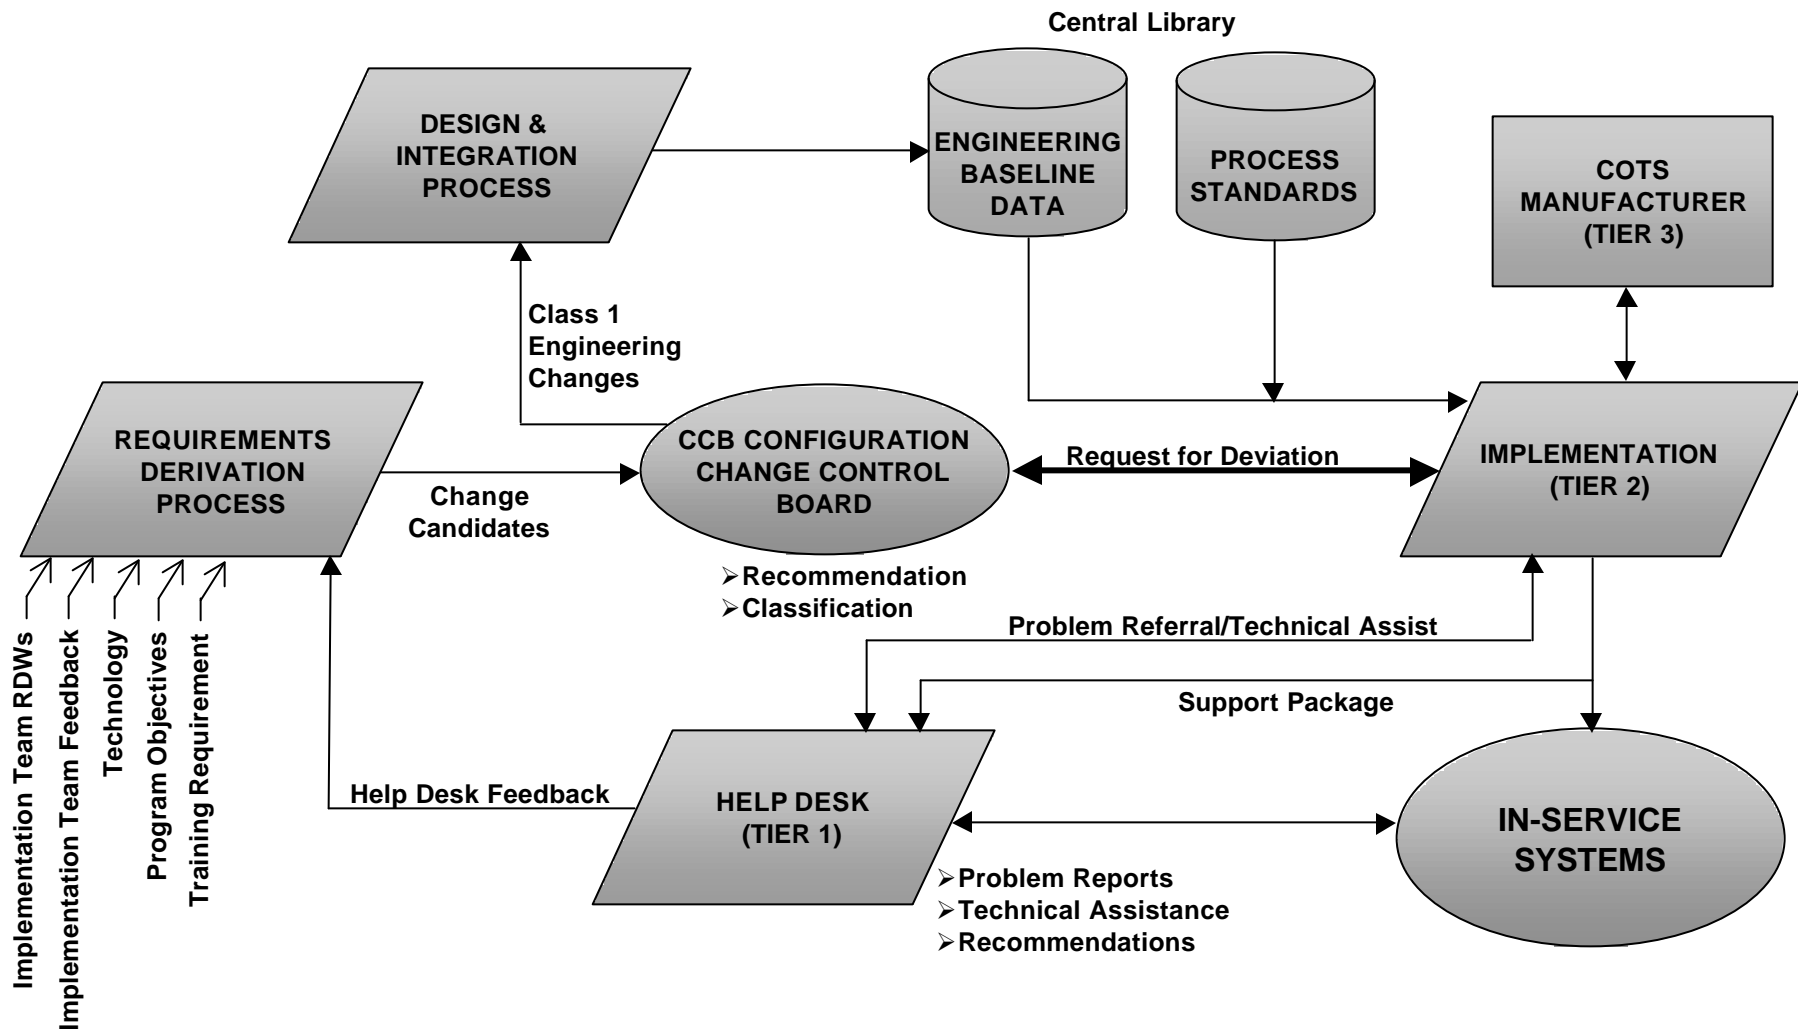 Central Library
DESIGN &
INTEGRATION
PROCESS
ENGINEERING
BASELINE
DATA
PROCESS
STANDARDS
COTS
MANUFACTURER
(TIER 3)
Class 1
Engineering
Changes
REQUIREMENTS
DERIVATION
PROCESS
Change
Candidates
CCB CONFIGURATION
CHANGE CONTROL
BOARD
➢Recommendation
➢Classification
Request for Deviation
IMPLEMENTATION
(TIER 2)
Implementation Team RDWs
Implementation Team Feedback
Technology
Program Objectives
Training Requirement
Problem Referral/Technical Assist
Support Package
Help Desk Feedback
HELP DESK
(TIER 1)
➢Problem Reports
➢Technical Assistance
➢Recommendations
IN-SERVICE
SYSTEMS